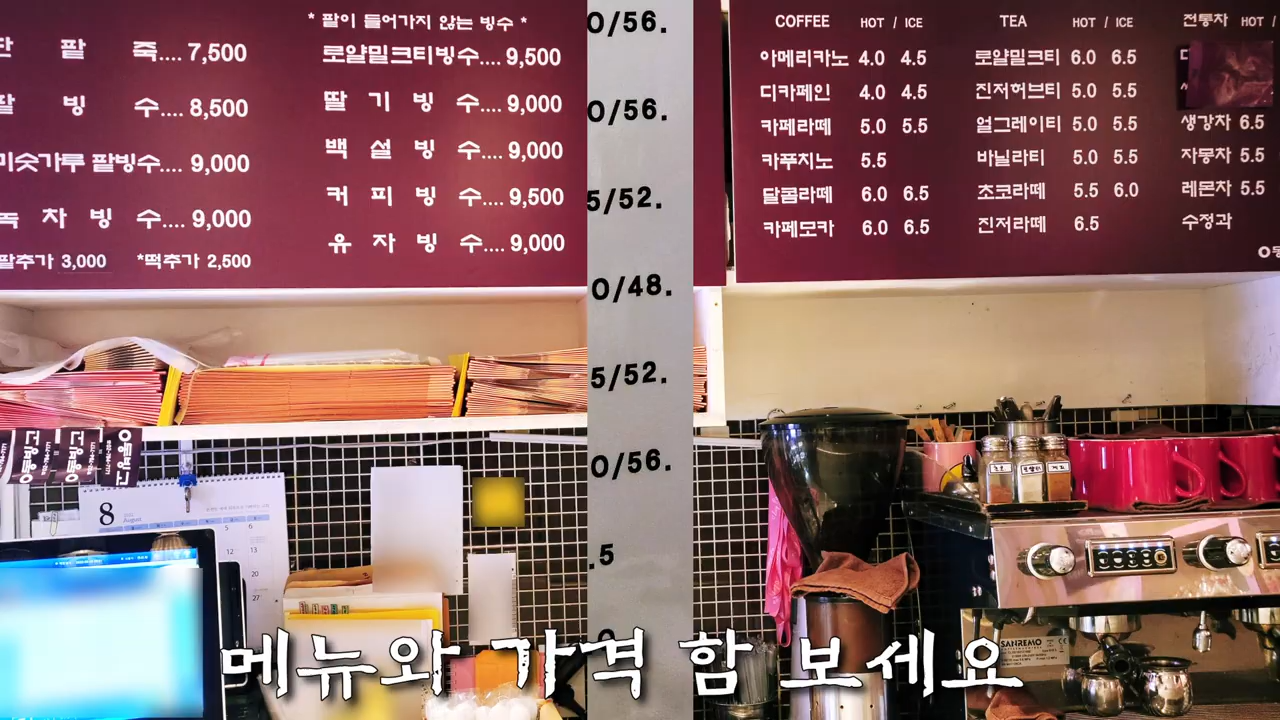 * 팥이 들어가지 않는 빙수 *
단 팥 죽.... 7,500
로얄밀크티빙수.... 9,500
팥 빙 수.... 8,500
딸 기 빙 수.... 9,000
미숫가루 팥빙수.... 9,000
백 설 빙 수.... 9,000
녹 차 빙 수.... 9,000
커 피 빙 수.... 9,500
유 자 빙 수.... 9,000
*떡추가 2,500
팥추가 3,000
0/56.
0/56.
5/52.
0/48.
5/52.
0/56.
.5
COFFEE HOT / ICE
아메리카노 4.0 4.5
디카페인 4.0 4.5
카페라떼 5.0 5.5
카푸치노 5.5
달콤라떼 6.0 6.5
카페모카 6.0 6.5
TEA HOT / ICE
로얄밀크티 6.0 6.5
진저허브티 5.0 5.5
얼그레이티 5.0 5.5
바닐라티 5.0 5.5
초코라떼 5.5 6.0
진저라떼 6.5
전통차 HOT /
생강차 6.5
자몽차 5.5
레몬차 5.5
수정과
8
August
5 6
12 13
20
27
SANREMO
메뉴와 가격 함 보세요